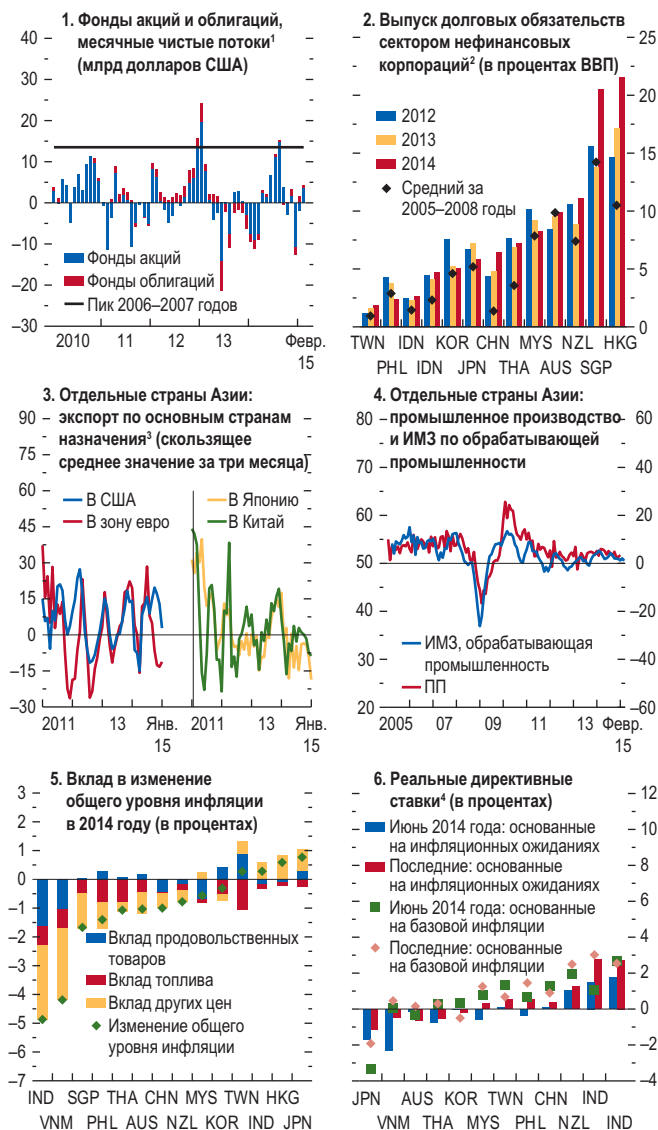 1. Фонды акций и облигаций,
месячные чистые потоки¹
(млрд долларов США)
40
30
20
10
0
–10
–20
–30
Фонды акций
Фонды облигаций
Пик 2006–2007 годов
2010 11 12 13 Февр.
15
2. Выпуск долговых обязательств
сектором нефинансовых
корпораций² (в процентах ВВП)
25
20
15
10
5
0
2012
2013
2014
Средний за
2005–2008 годы
TWN IDN KOR CHN MYS NZL HKG
PHL IDN JPN THA AUS SGP
3. Отдельные страны Азии:
экспорт по основным странам
назначения³ (скользящее
среднее значение за три месяца)
90
75
60
45
30
15
0
–15
–30
В США
В зону евро
В Японию
В Китай
2011 13 Янв.
15
2011 13 Янв.
15
4. Отдельные страны Азии:
промышленное производство
и ИМЗ по обрабатывающей
промышленности
80
70
60
50
40
30
20
60
40
20
0
–20
–40
–60
ИМЗ, обрабатывающая
промышленность
ПП
2005 07 09 11 13 Февр.
15
5. Вклад в изменение
общего уровня инфляции
в 2014 году (в процентах)
3
2
1
0
–1
–2
–3
–4
–5
–6
–7
Вклад продовольственных
товаров
Вклад топлива
Вклад других цен
Изменение общего
уровня инфляции
IND SGP THA CHN MYS TWN HKG
VNM PHL AUS NZL KOR IND JPN
6. Реальные директивные
ставки⁴ (в процентах)
12
10
8
6
4
2
0
–2
–4
Июнь 2014 года: основанные
на инфляционных ожиданиях
Последние: основанные
на инфляционных ожиданиях
Июнь 2014 года: основанные
на базовой инфляции
Последние: основанные
на базовой инфляции
JPN AUS KOR TWN CHN IND
VNM THA MYS PHL NZL IND